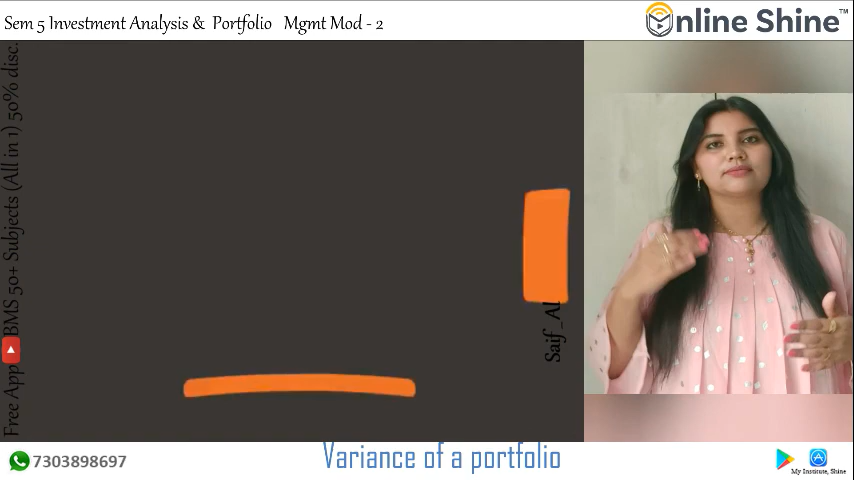 Sem 5 Investment Analysis & Portfolio Mgmt Mod - 2
Online Shine™
Free App BMS 50+ Subjects (All in 1) 50% disc.
Saif_Al
7303898697
Variance of a portfolio
My Institute, Shine